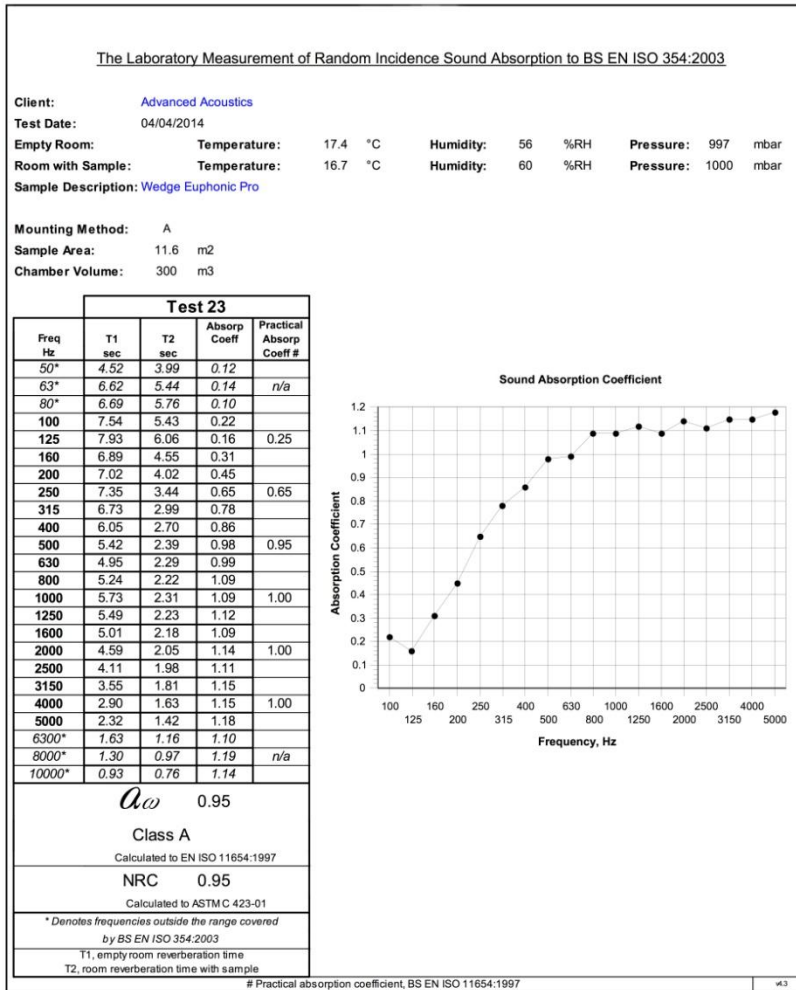 The Laboratory Measurement of Random Incidence Sound Absorption to BS EN ISO 354:2003
Client: Advanced Acoustics
Test Date: 04/04/2014
Empty Room: Temperature: 17.4 °C Humidity: 56 %RH Pressure: 997 mbar
Room with Sample: Temperature: 16.7 °C Humidity: 60 %RH Pressure: 1000 mbar
Sample Description: Wedge Euphonic Pro
Mounting Method: A
Sample Area: 11.6 m2
Chamber Volume: 300 m3
Test 23
Freq Hz T1 sec T2 sec Absorp Coeff Practical Absorp Coeff #
50* 4.52 3.99 0.12
63* 6.62 5.44 0.14 n/a
80* 6.69 5.76 0.10
100 7.54 5.43 0.22
125 7.93 6.06 0.16 0.25
160 6.89 4.55 0.31
200 7.02 4.02 0.45
250 7.35 3.44 0.65 0.65
315 6.73 2.99 0.78
400 6.05 2.70 0.86
500 5.42 2.39 0.98 0.95
630 4.95 2.29 0.99
800 5.24 2.22 1.09
1000 5.73 2.31 1.09 1.00
1250 5.49 2.23 1.12
1600 5.01 2.18 1.09
2000 4.59 2.05 1.14 1.00
2500 4.11 1.98 1.11
3150 3.55 1.81 1.15
4000 2.90 1.63 1.15 1.00
5000 2.32 1.42 1.18
6300* 1.63 1.16 1.10
8000* 1.30 0.97 1.19 n/a
10000* 0.93 0.76 1.14
aω 0.95
Class A
Calculated to EN ISO 11654:1997
NRC 0.95
Calculated to ASTM C 423-01
* Denotes frequencies outside the range covered
by BS EN ISO 354:2003
T1, empty room reverberation time
T2, room reverberation time with sample
Sound Absorption Coefficient
Absorption Coefficient
1.2
1.1
1
0.9
0.8
0.7
0.6
0.5
0.4
0.3
0.2
0.1
0
100 160 250 400 630 1000 1600 2500 4000
125 200 315 500 800 1250 2000 3150 5000
Frequency, Hz
# Practical absorption coefficient, BS EN ISO 11654:1997
v4.3